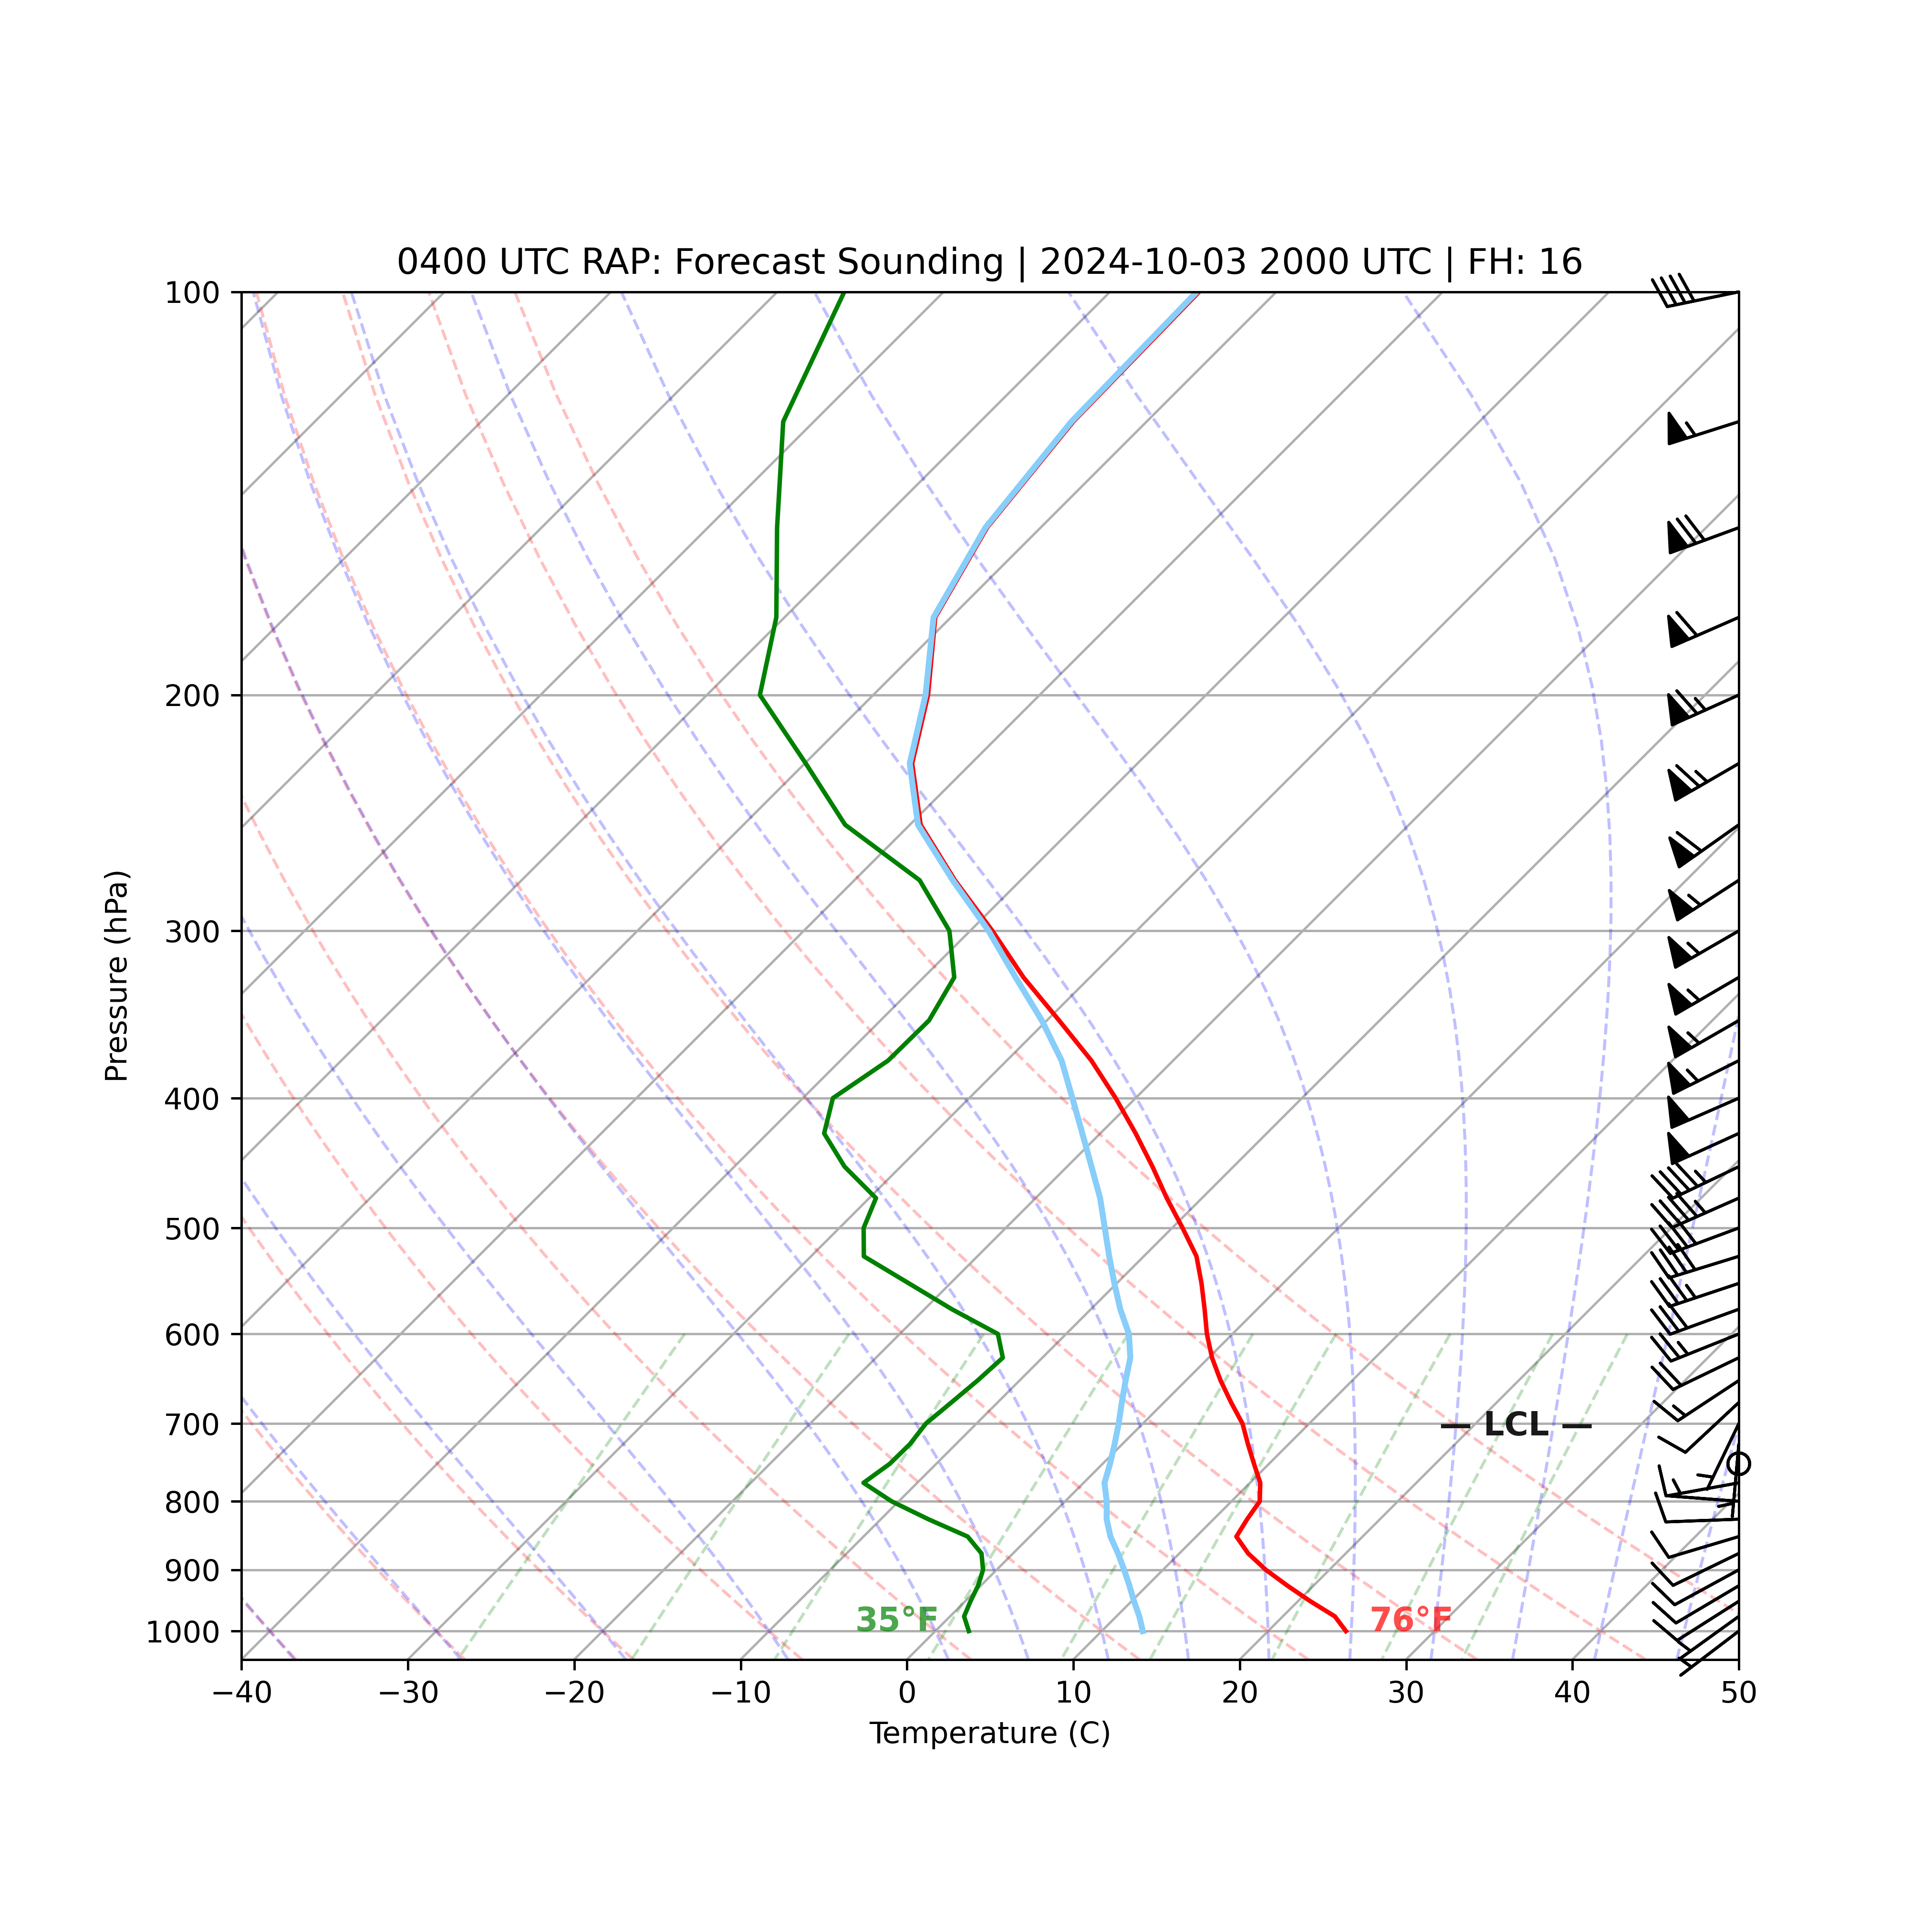 0400 UTC RAP: Forecast Sounding | 2024-10-03 2000 UTC | FH: 16
100
200
300
400
500
600
700
800
900
1000
Pressure (hPa)
— LCL —
35°F
76°F
−40 −30 −20 −10 0 10 20 30 40 50
Temperature (C)